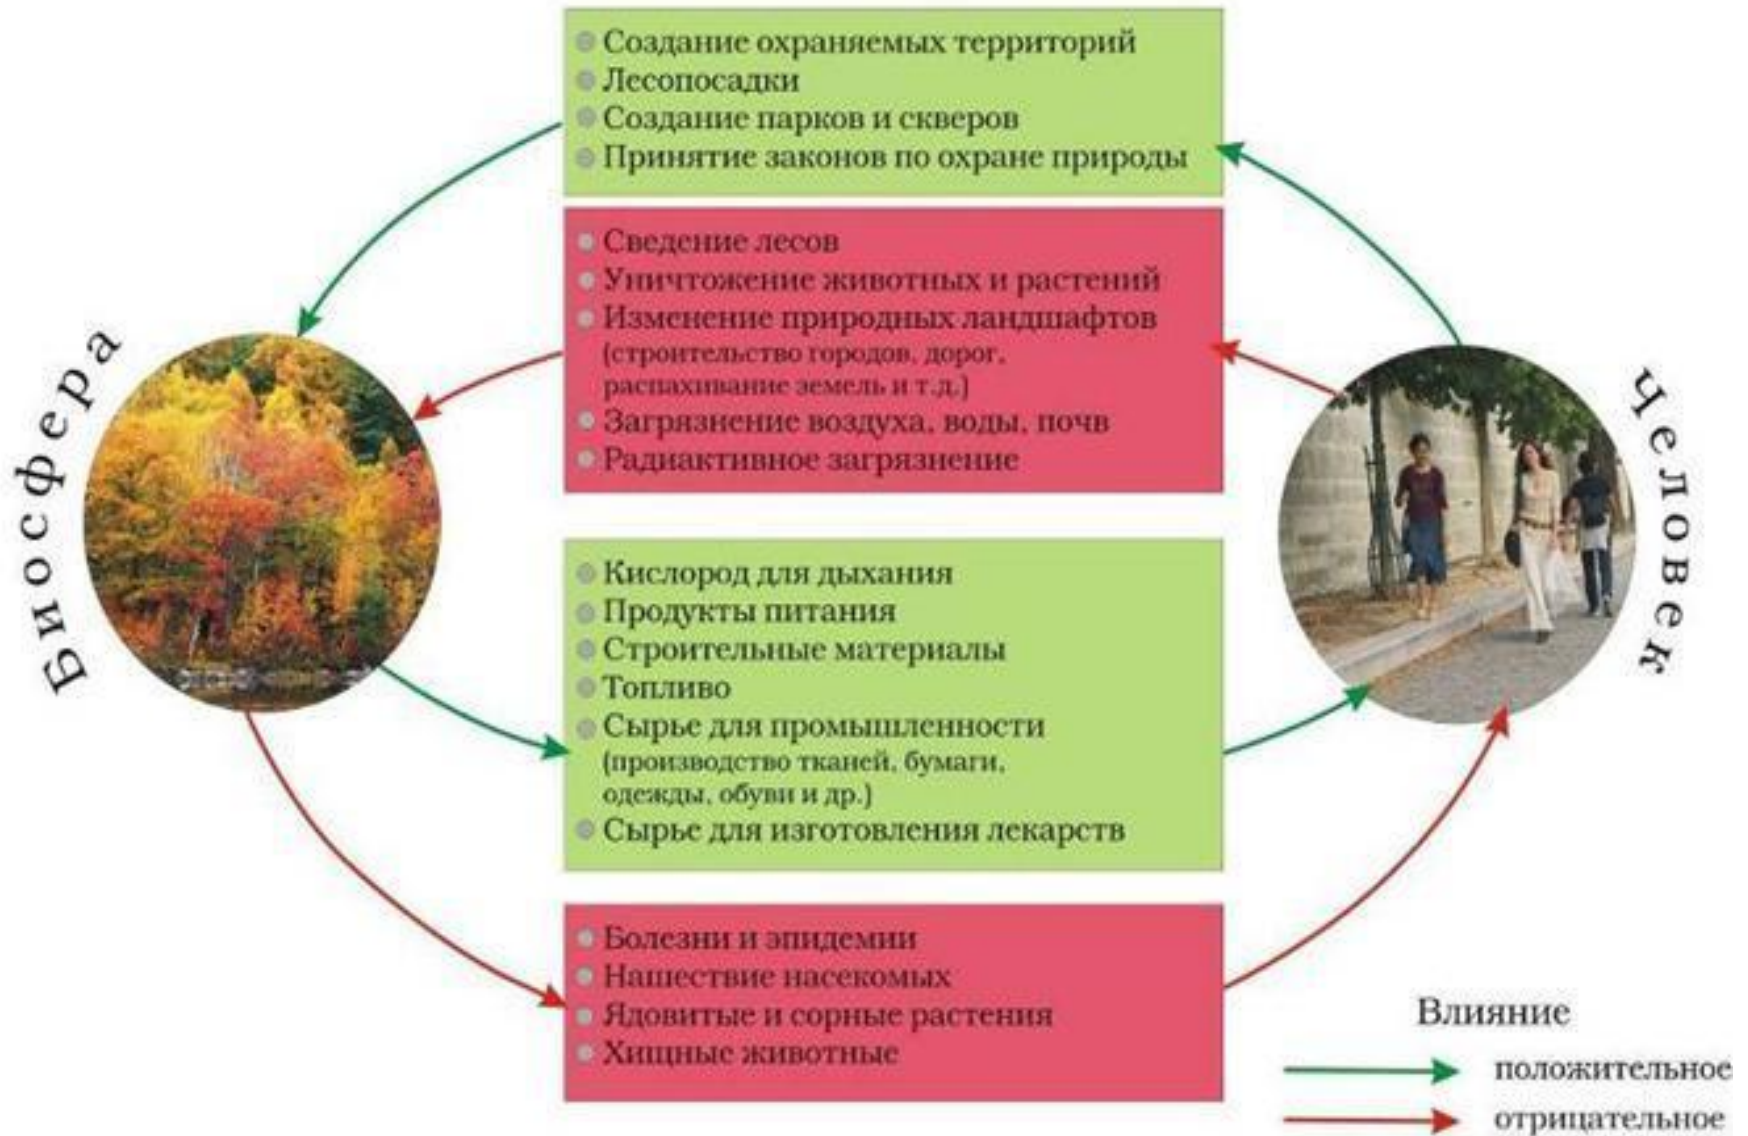 Создание охраняемых территорий
Лесопосадки
Создание парков и скверов
Принятие законов по охране природы
Сведение лесов
Уничтожение животных и растений
Изменение природных ландшафтов
(строительство городов, дорог,
распахивание земель и т.д.)
Загрязнение воздуха, воды, почв
Радиактивное загрязнение
Биосфера
Человек
Кислород для дыхания
Продукты питания
Строительные материалы
Топливо
Сырье для промышленности
(производство тканей, бумаги,
одежды, обуви и др.)
Сырье для изготовления лекарств
Болезни и эпидемии
Нашествие насекомых
Ядовитые и сорные растения
Хищные животные
Влияние
положительное
отрицательное